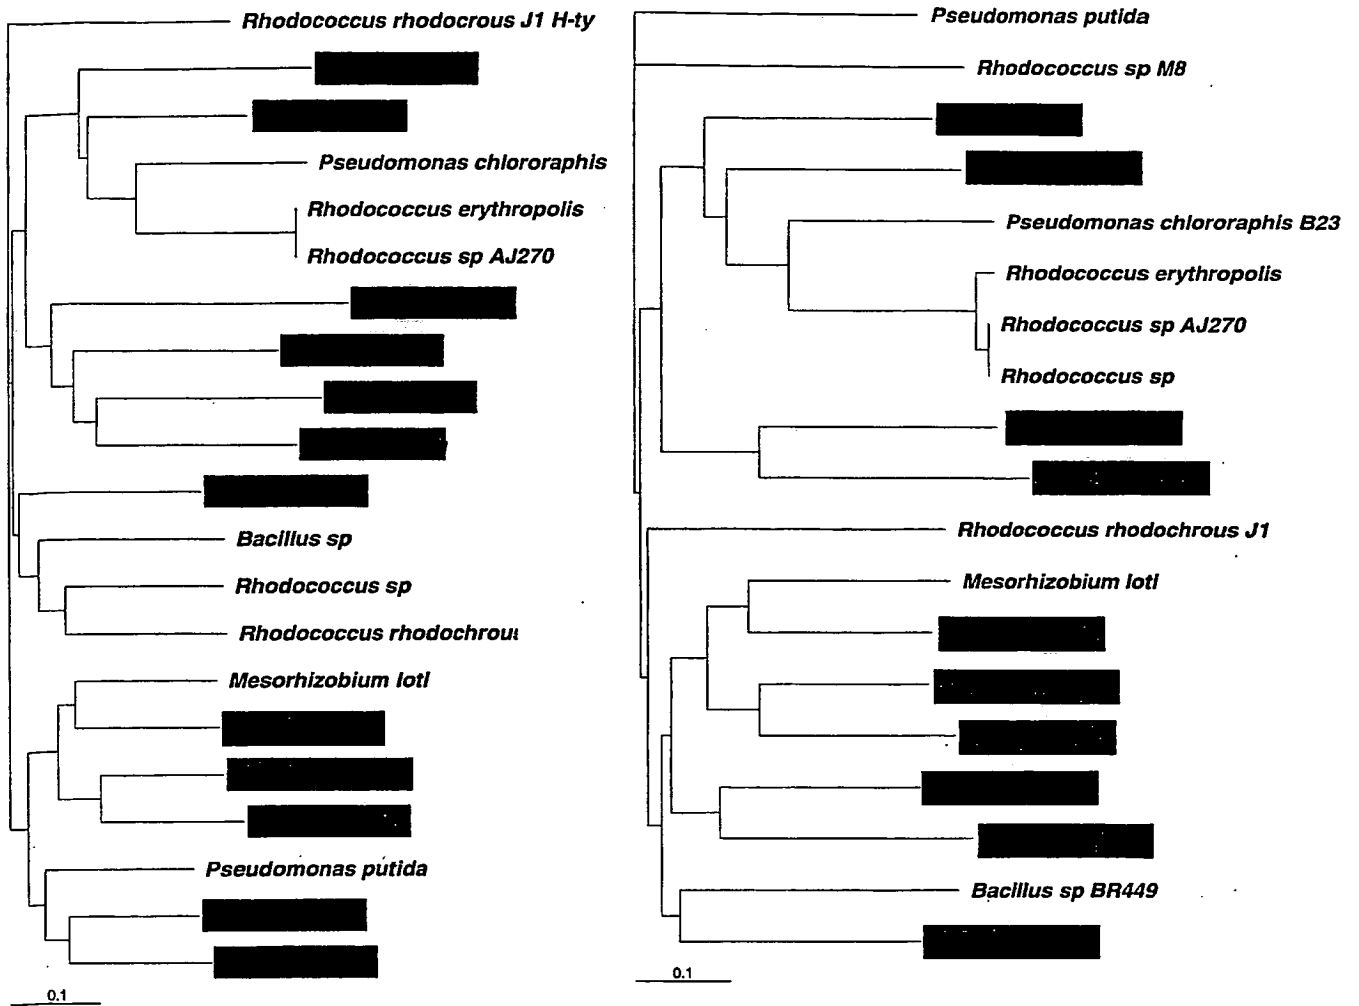 Rhodococcus rhodocrous J1 H-ty
Pseudomonas chlororaphis
Rhodococcus erythropolis
Rhodococcus sp AJ270
Bacillus sp
Rhodococcus sp
Rhodococcus rhodochrous
Mesorhizobium lotI
Pseudomonas putida
0.1
Pseudomonas putida
Rhodococcus sp M8
Pseudomonas chlororaphis B23
Rhodococcus erythropolis
Rhodococcus sp AJ270
Rhodococcus sp
Rhodococcus rhodochrous J1
Mesorhizobium lotI
Bacillus sp BR449
0.1